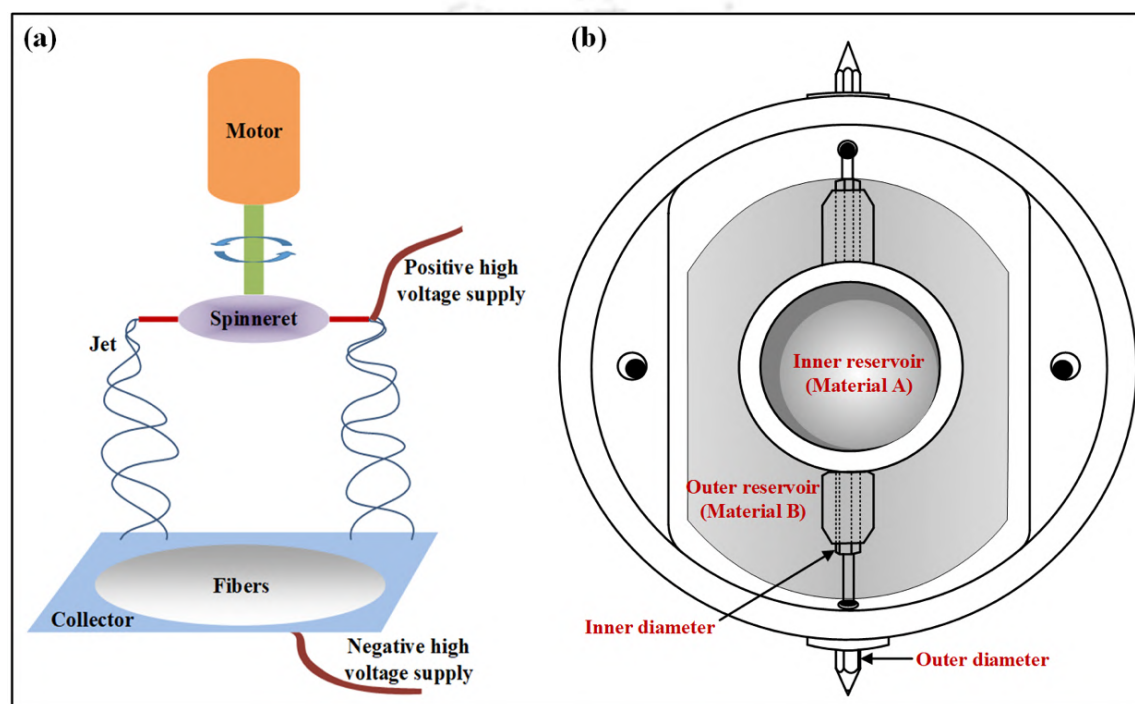 (a)
Motor
Positive high
voltage supply
Spinneret
Jet
Fibers
Collector
Negative high
voltage supply
(b)
Inner reservoir
(Material A)
Outer reservoir
(Material B)
Inner diameter
Outer diameter